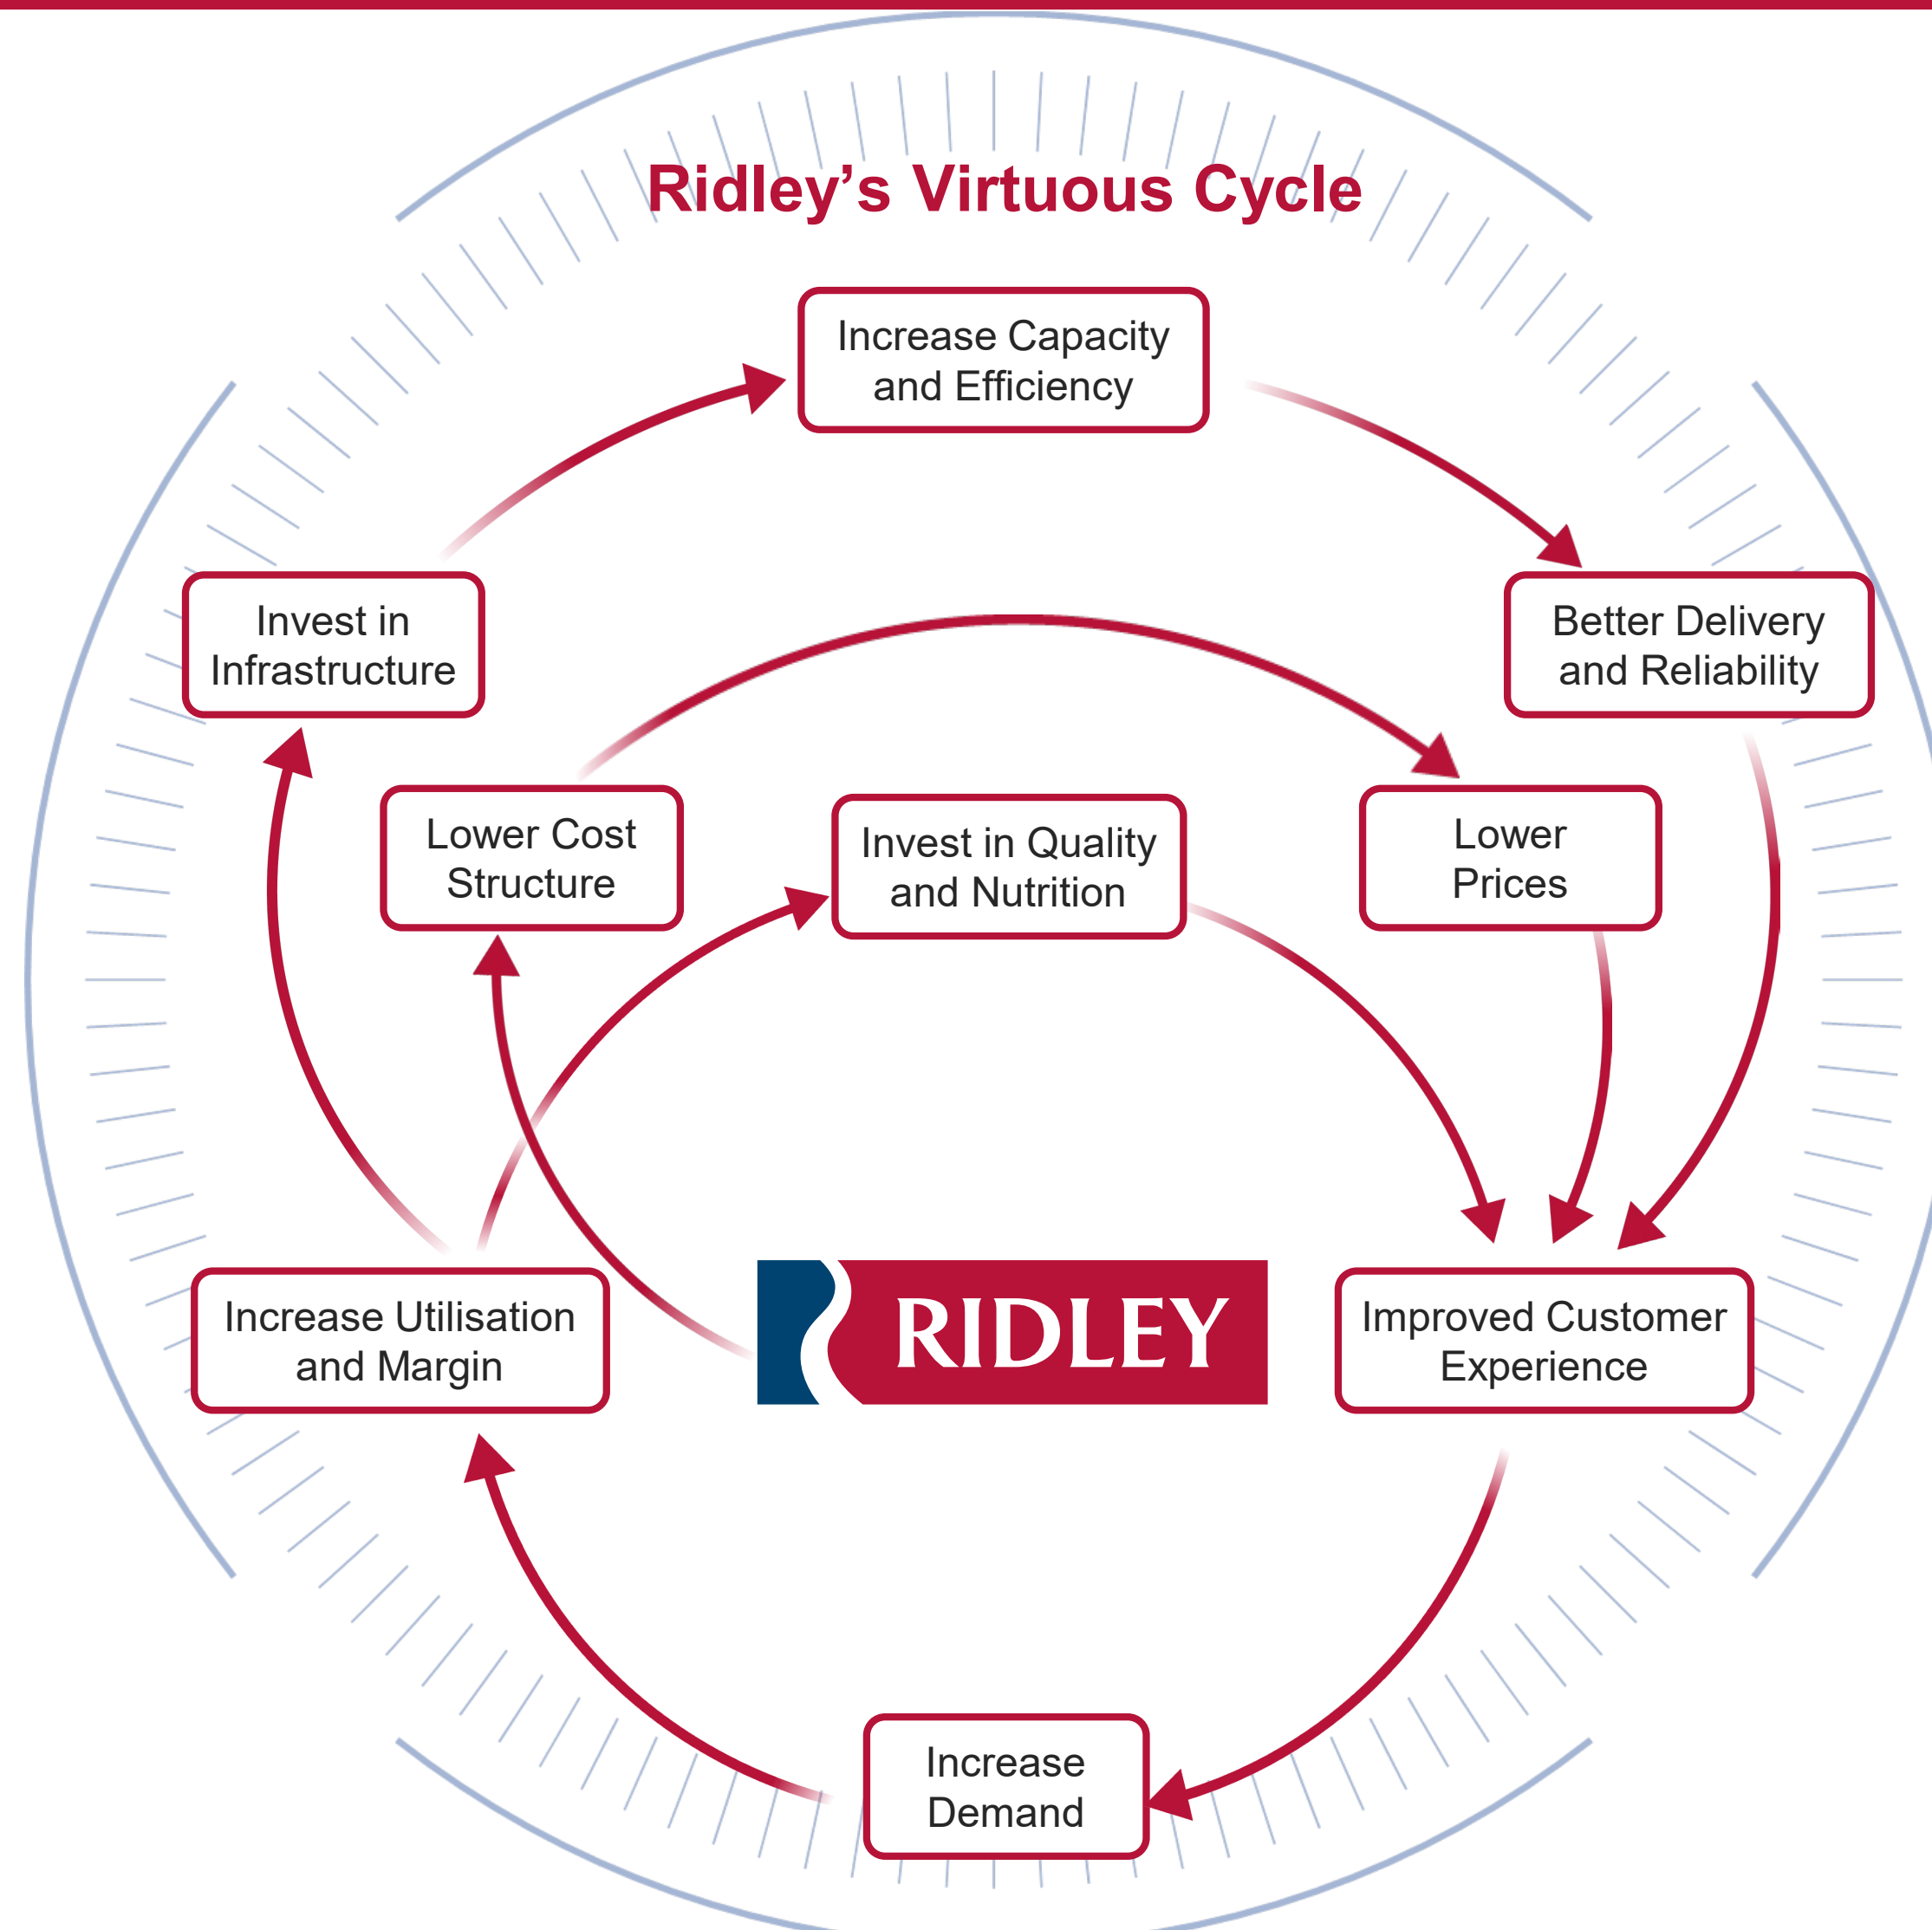 Ridley’s Virtuous Cycle
Increase Capacity
and Efficiency
Invest in
Infrastructure
Better Delivery
and Reliability
Lower Cost
Structure
Invest in Quality
and Nutrition
Lower
Prices
Increase Utilisation
and Margin
RIDLEY
Improved Customer
Experience
Increase
Demand